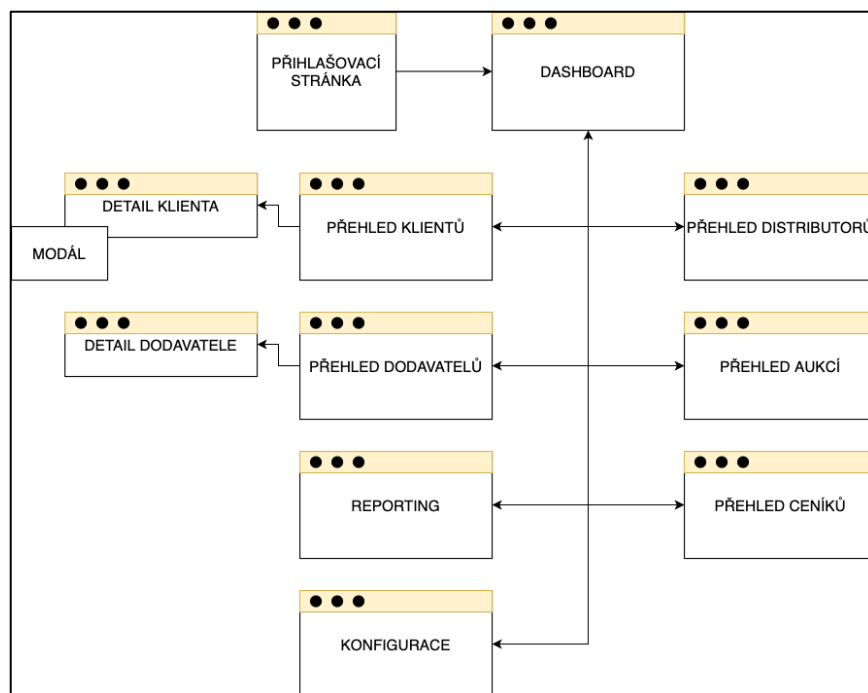 PŘIHLAŠOVACÍ
STRÁNKA
DASHBOARD
DETAIL KLIENTA
PŘEHLED KLIENTŮ
PŘEHLED DISTRIBUTORŮ
MODÁL
DETAIL DODAVATELE
PŘEHLED DODAVATELŮ
PŘEHLED AUKCÍ
REPORTING
PŘEHLED CENÍKŮ
KONFIGURACE